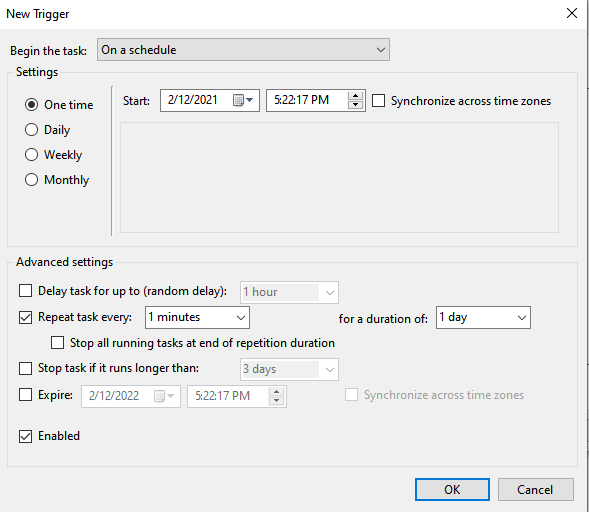 New Trigger
Begin the task: On a schedule
Settings
One time
Start: 2/12/2021 5:22:17 PM Synchronize across time zones
Daily
Weekly
Monthly
Advanced settings
Delay task for up to (random delay): 1 hour
Repeat task every: 1 minutes for a duration of: 1 day
Stop all running tasks at end of repetition duration
Stop task if it runs longer than: 3 days
Expire: 2/12/2022 5:22:17 PM Synchronize across time zones
Enabled
OK Cancel